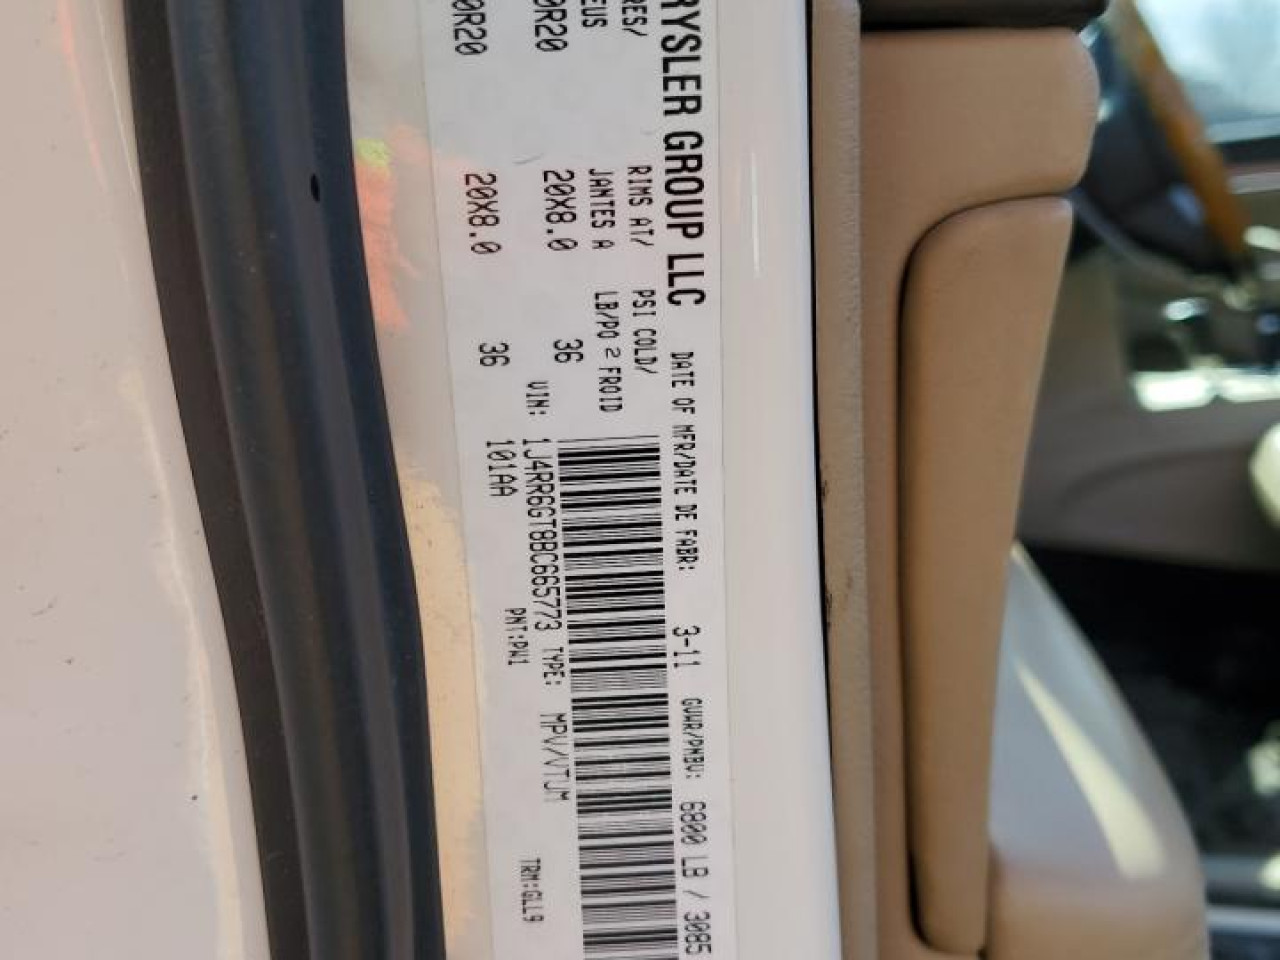 RYSLER GROUP LLC DATE OF MFR/DATE DE FABR: 3-11 GVWR/PNBV: 6800 LB / 3085
RES/ RIMS AT/ PSI COLD/
EUS JANTES A LB/PO 2 FROID
0R20 20X8.0 36
VIN: 1J4RR6GT8BC665773 TYPE: MPV/VTUM
0R20 20X8.0 36
101AA PNT:PW1 TRM:GLL9